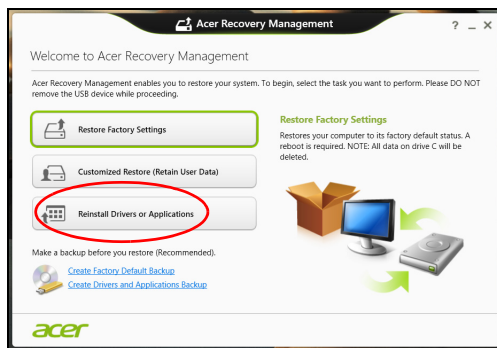 Acer Recovery Management
? _ X
Welcome to Acer Recovery Management
Acer Recovery Management enables you to restore your system. To begin, select the task you want to perform. Please DO NOT
remove the USB device while proceeding.
Restore Factory Settings
Customized Restore (Retain User Data)
Reinstall Drivers or Applications
Restore Factory Settings
Restores your computer to its factory default status. A
reboot is required. NOTE: All data on drive C will be
deleted.
Make a backup before you restore (Recommended).
Create Factory Default Backup
Create Drivers and Applications Backup
acer